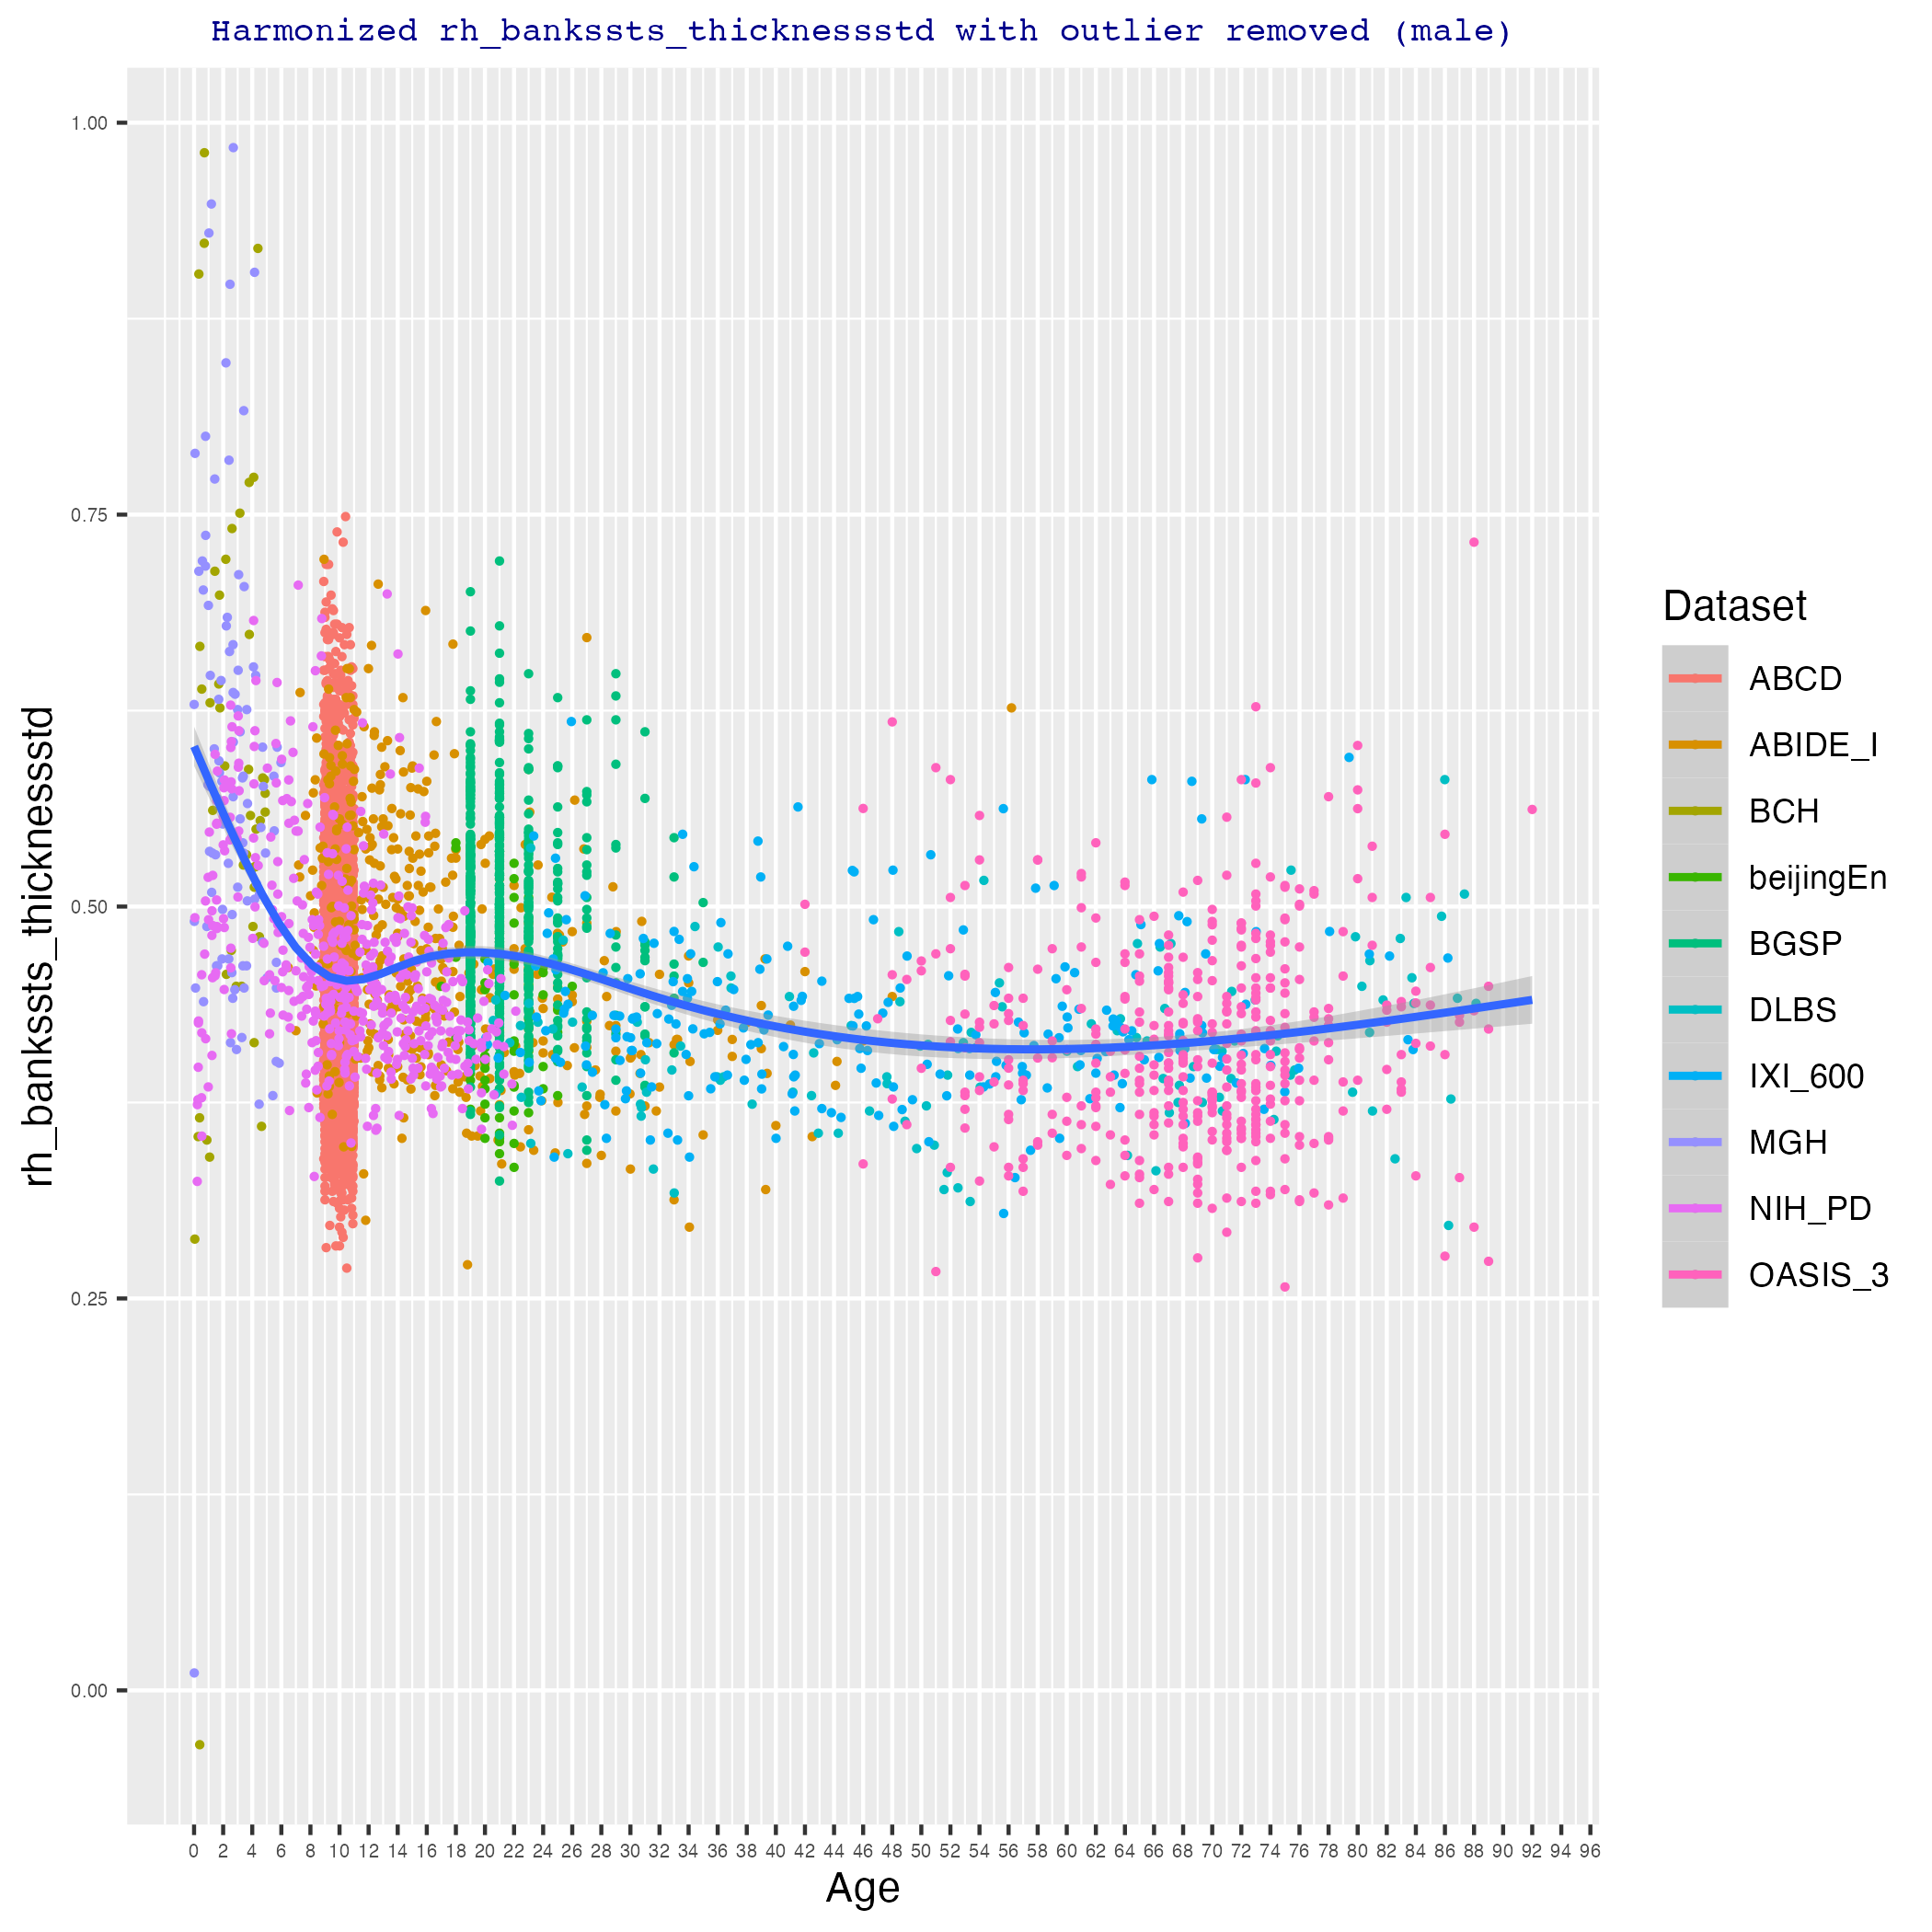 Harmonized rh_bankssts_thicknessstd with outlier removed (male)
rh_bankssts_thicknessstd
1.00
0.75
0.50
0.25
0.00
0 2 4 6 8 10 12 14 16 18 20 22 24 26 28 30 32 34 36 38 40 42 44 46 48 50 52 54 56 58 60 62 64 66 68 70 72 74 76 78 80 82 84 86 88 90 92 94 96
Age
Dataset
ABCD
ABIDE_I
BCH
beijingEn
BGSP
DLBS
IXI_600
MGH
NIH_PD
OASIS_3